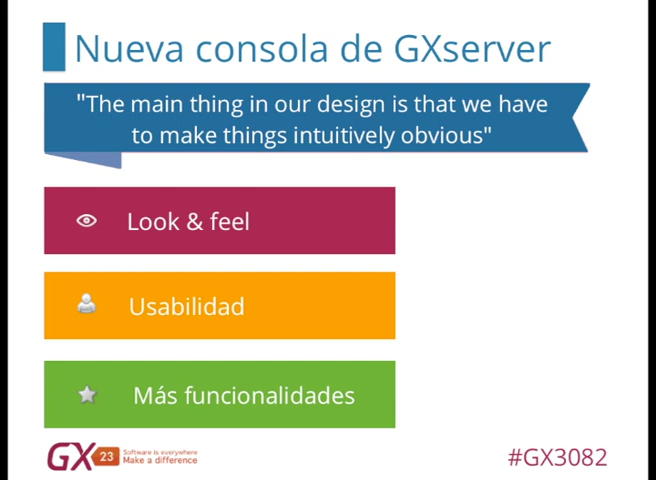 Nueva consola de GXserver
"The main thing in our design is that we have
to make things intuitively obvious"
Look & feel
Usabilidad
Más funcionalidades
GX 23 Software is everywhere
Make a difference
#GX3082